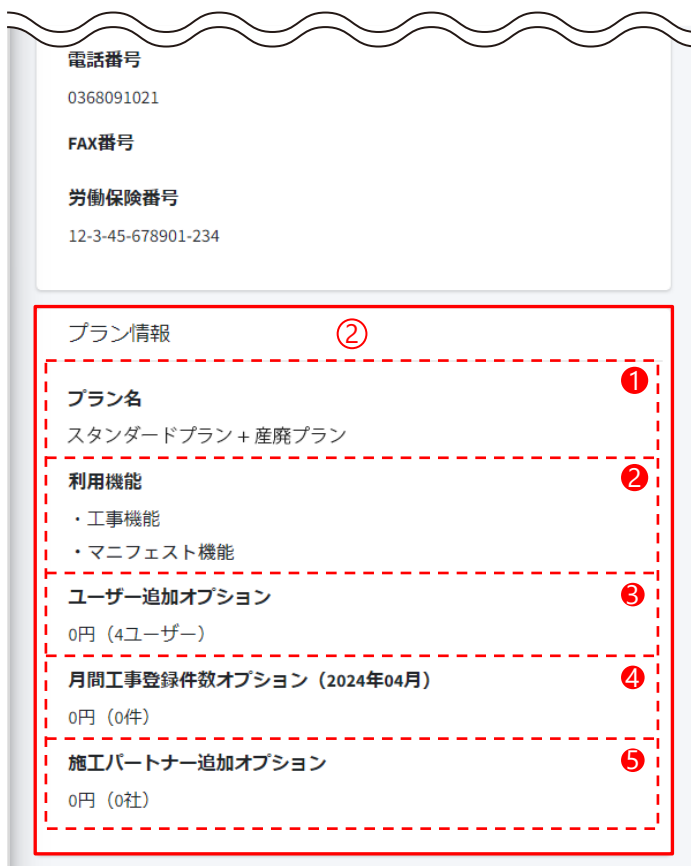 電話番号
0368091021
FAX番号
労働保険番号
12-3-45-678901-234
プラン情報 ②
❶
プラン名
スタンダードプラン + 産廃プラン
利用機能 ❷
・工事機能
・マニフェスト機能
ユーザー追加オプション ❸
0円（4ユーザー）
月間工事登録件数オプション（2024年04月） ❹
0円（0件）
施工パートナー追加オプション ❺
0円（0社）